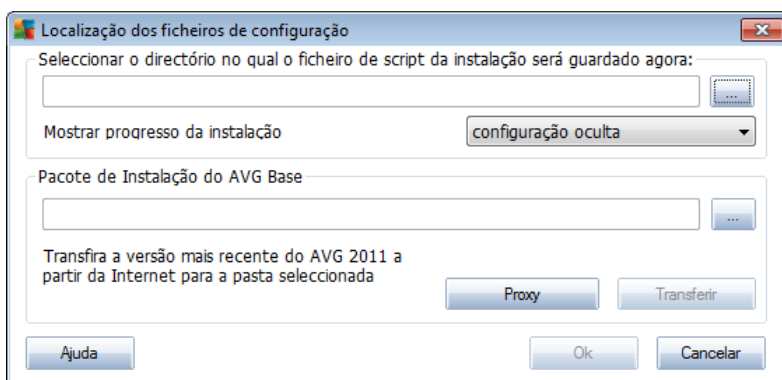 Localização dos ficheiros de configuração
Seleccionar o directório no qual o ficheiro de script da instalação será guardado agora:
...
Mostrar progresso da instalação
configuração oculta
Pacote de Instalação do AVG Base
...
Transfira a versão mais recente do AVG 2011 a
partir da Internet para a pasta seleccionada
Proxy
Transferir
Ajuda
Ok
Cancelar